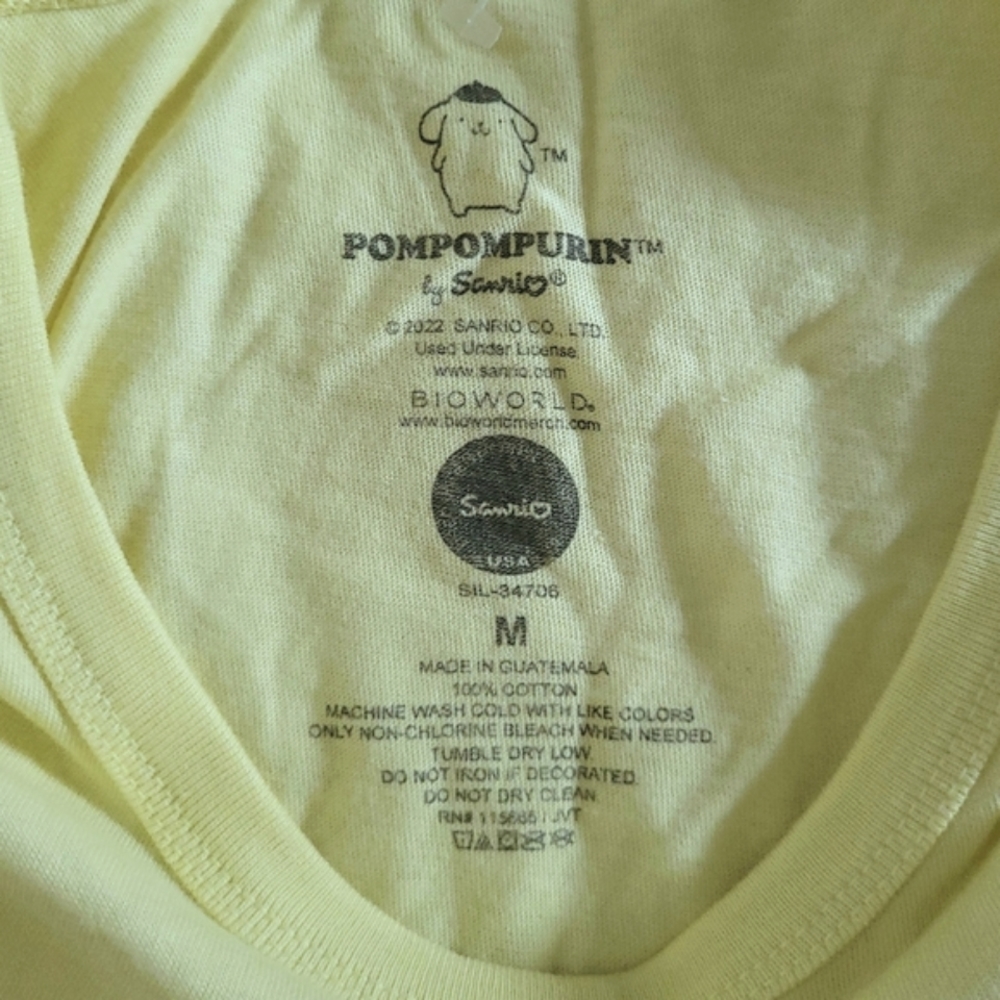 TM
POMPOMPURIN™
by Sanrio®
© 2022 SANRIO CO., LTD.
Used Under License
www.sanrio.com
BIOWORLD®
www.bioworldmerch.com
Sanrio
USA
SIL-34706
M
MADE IN GUATEMALA
100% COTTON
MACHINE WASH COLD WITH LIKE COLORS
ONLY NON-CHLORINE BLEACH WHEN NEEDED.
TUMBLE DRY LOW.
DO NOT IRON IF DECORATED.
DO NOT DRY CLEAN
RN#